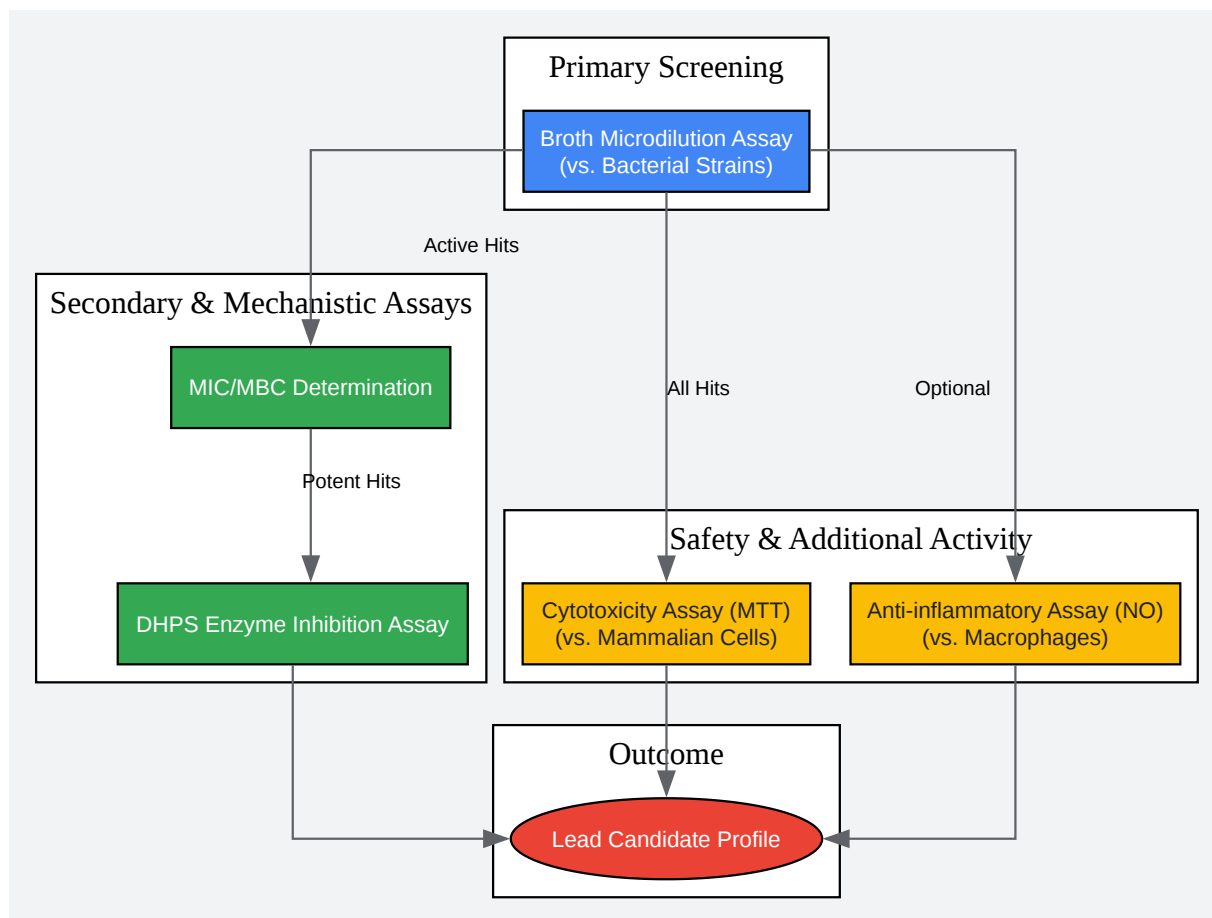 Primary Screening
Broth Microdilution Assay
(vs. Bacterial Strains)
Active Hits
Secondary & Mechanistic Assays
MIC/MBC Determination
All Hits
Optional
Potent Hits
Safety & Additional Activity
DHPS Enzyme Inhibition Assay
Cytotoxicity Assay (MTT)
(vs. Mammalian Cells)
Anti-inflammatory Assay (NO)
(vs. Macrophages)
Outcome
Lead Candidate Profile